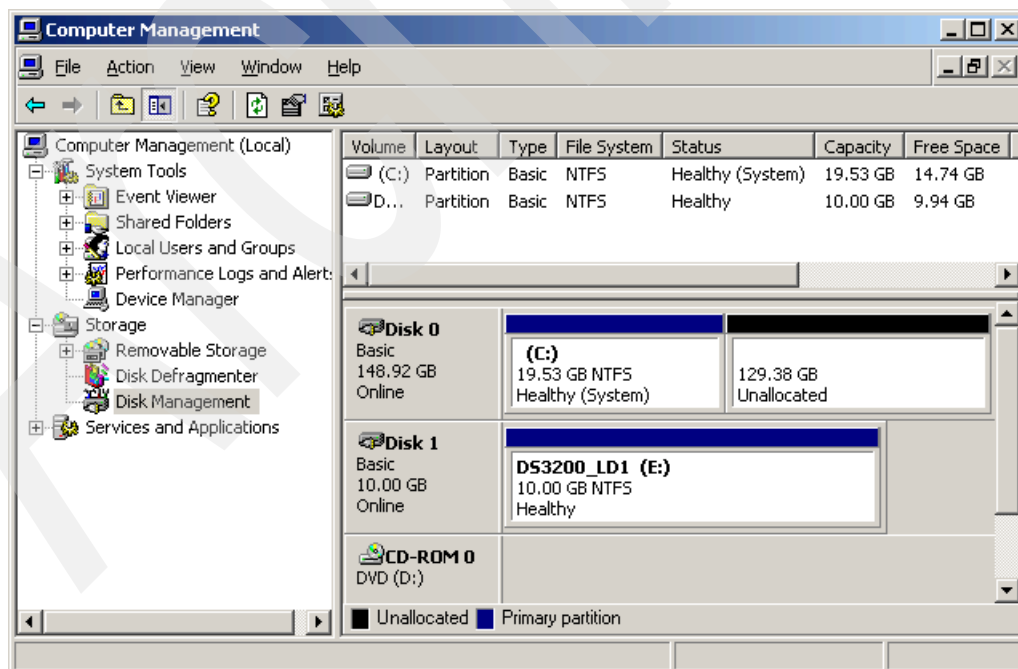 Computer Management
File Action View Window Help
Computer Management (Local)
System Tools
Event Viewer
Shared Folders
Local Users and Groups
Performance Logs and Alert:
Device Manager
Storage
Removable Storage
Disk Defragmenter
Disk Management
Services and Applications
Volume Layout Type File System Status Capacity Free Space
(C:) Partition Basic NTFS Healthy (System) 19.53 GB 14.74 GB
D... Partition Basic NTFS Healthy 10.00 GB 9.94 GB
Disk 0
Basic
148.92 GB
Online
(C:)
19.53 GB NTFS
Healthy (System)
129.38 GB
Unallocated
Disk 1
Basic
10.00 GB
Online
DS3200_LD1 (E:)
10.00 GB NTFS
Healthy
CD-ROM 0
DVD (D:)
Unallocated Primary partition